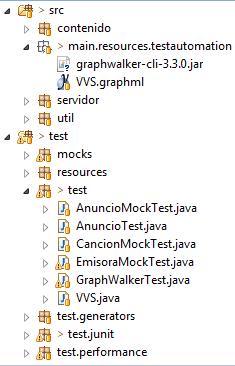 > src
contenido
> main.resources.testautomation
graphwalker-cli-3.3.0.jar
VVS.graphml
servidor
util
> test
mocks
resources
> test
AnuncioMockTest.java
AnuncioTest.java
CancionMockTest.java
EmisoraMockTest.java
GraphWalkerTest.java
VVS.java
test.generators
> test.junit
test.performance